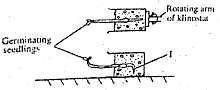 Rotating arm
of klinostat
Germinating
seedlings
I